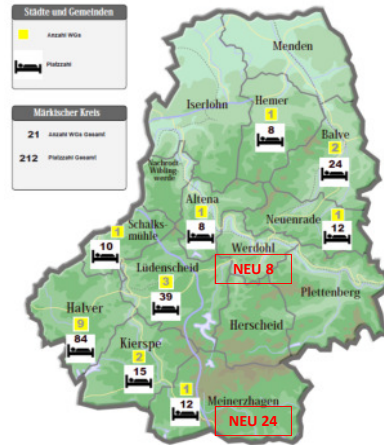 Städte und Gemeinden
Anzahl WGs
Platzzahl
Märkischer Kreis
21 Anzahl WGs Gesamt
212 Platzzahl Gesamt
Menden
Iserlohn
Hemer
1
8
Balve
2
24
Nachrodt
Wiblingwerde
Altena
1
8
Neuenrade
1
12
Schalksmühle
1
10
Werdohl
NEU 8
Lüdenscheid
3
39
Plettenberg
Halver
9
84
Herscheid
Kierspe
2
15
1
12
Meinerzhagen
NEU 24